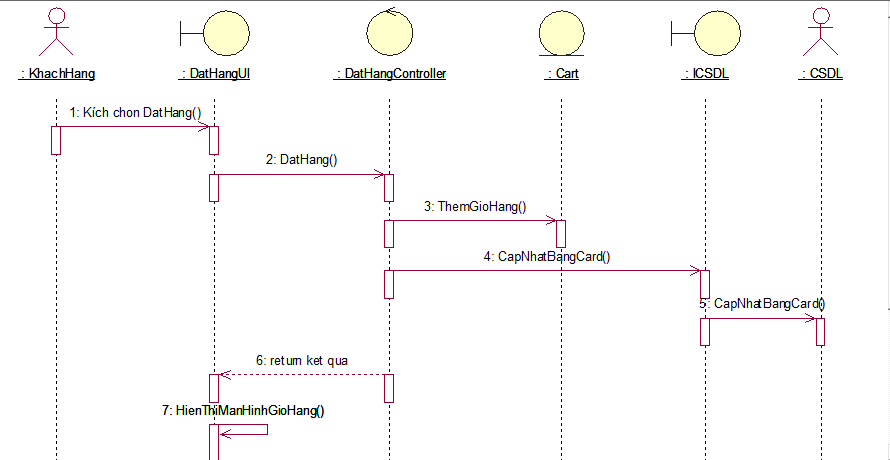 : KhachHang
: DatHangUI
: DatHangController
: Cart
: ICSDL
: CSDL
1: Kích chon DatHang()
2: DatHang()
3: ThemGioHang()
4: CapNhatBangCard()
5: CapNhatBangCard()
6: return ket qua
7: HienThiManHinhGioHang()